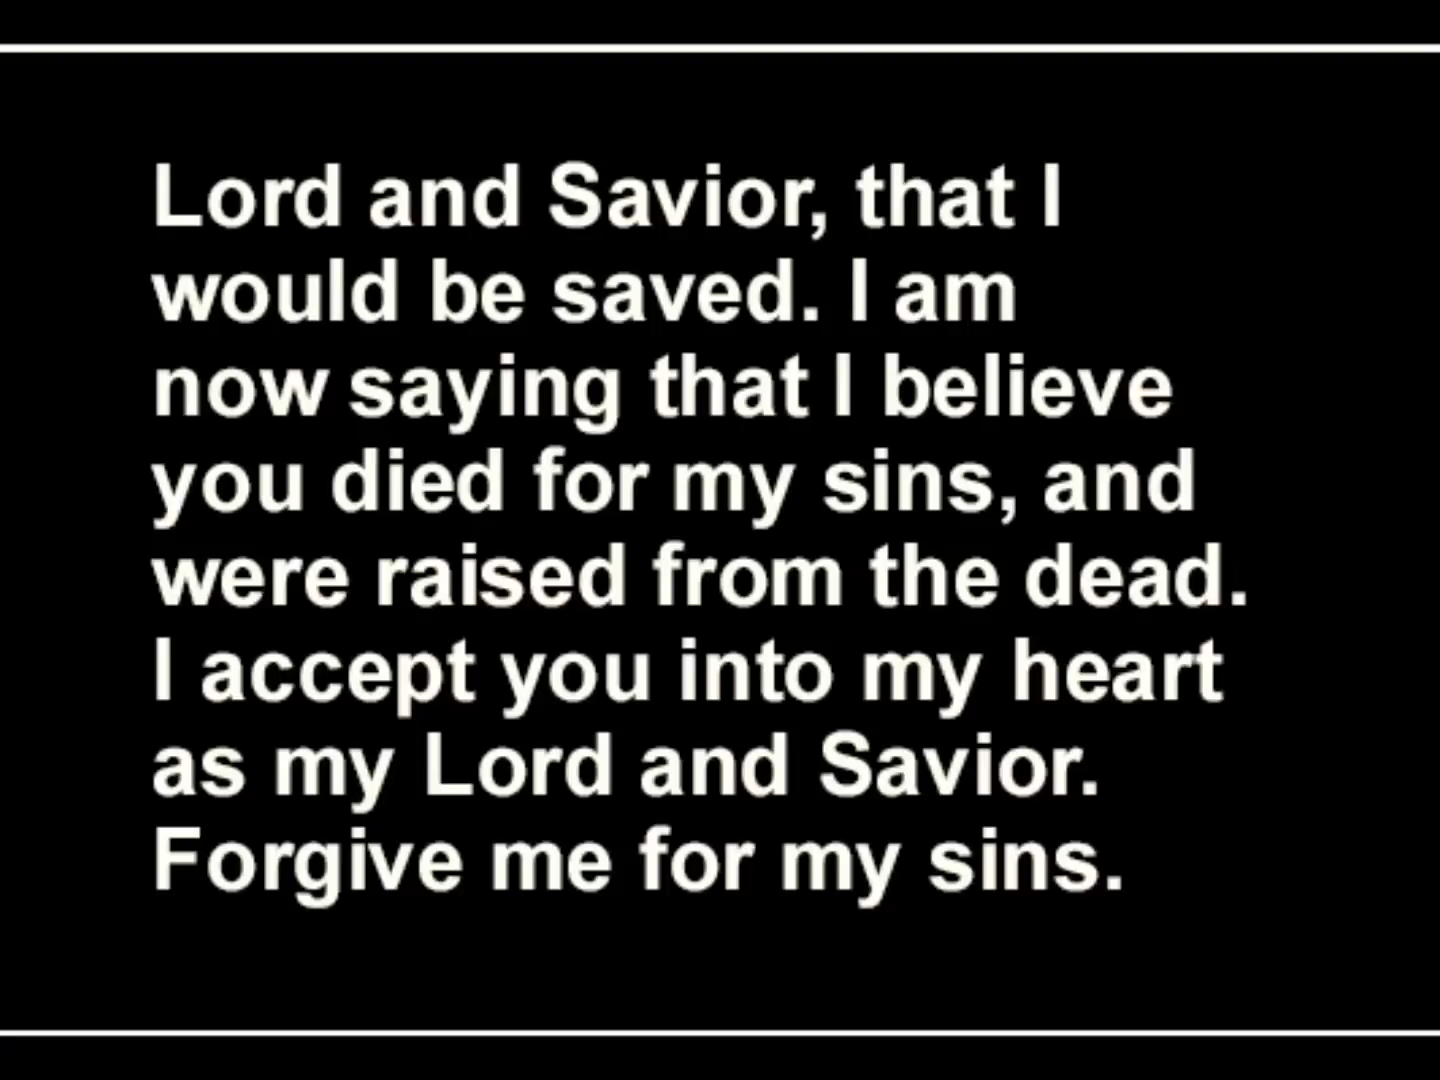 Lord and Savior, that I
would be saved. I am
now saying that I believe
you died for my sins, and
were raised from the dead.
I accept you into my heart
as my Lord and Savior.
Forgive me for my sins.